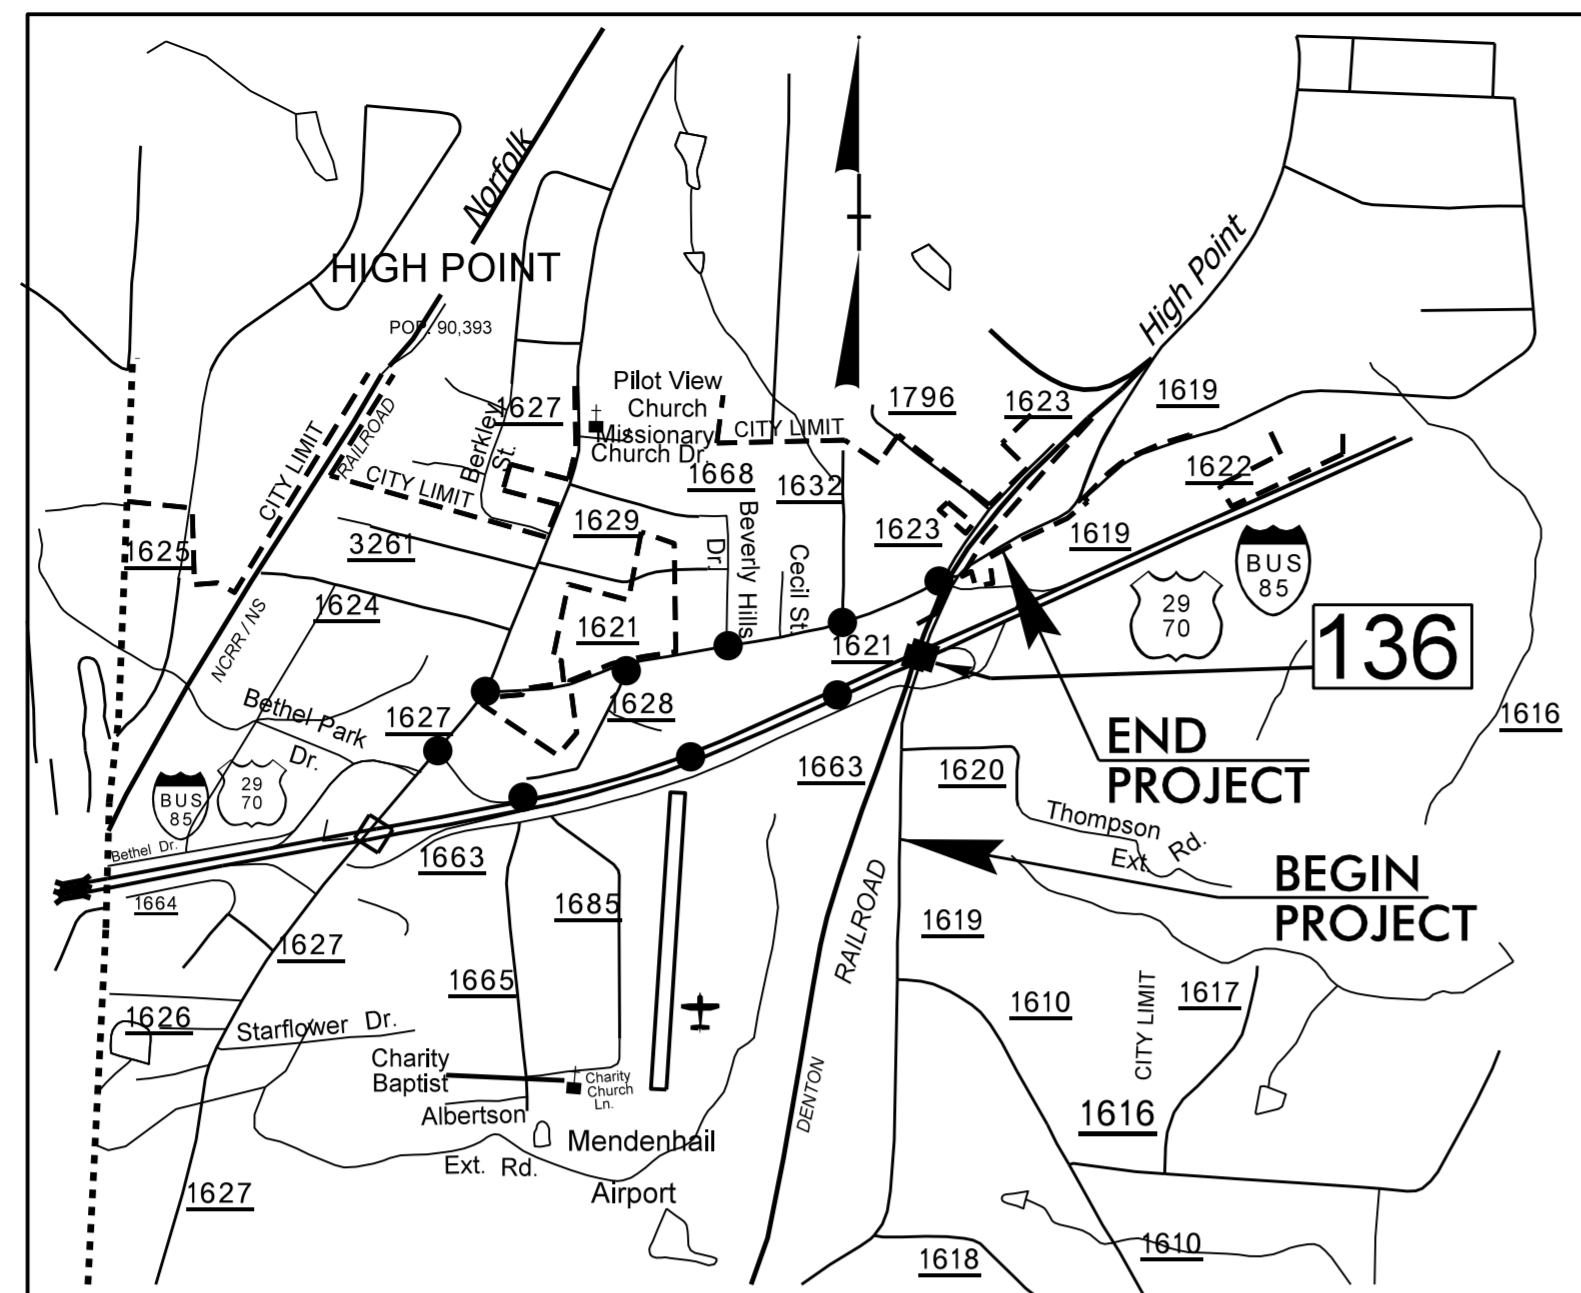 Norfolk
HIGH POINT
POP. 90,393
High Point
Pilot View
Church
Missionary
Church Dr.
1627
Berkley
St.
CITY LIMIT
RAILROAD
CITY LIMIT
CITY LIMIT
1796
1623
1619
1622
1668
1632
1629
1623
1619
Beverly Hills
Dr.
Cecil St.
1625
3261
1624
1621
1621
NCRR / NS
BUS
85
29
70
136
1616
Bethel Park
Dr.
1627
1628
END
PROJECT
1663
1620
Thompson
Ext. Rd.
BUS
85
29
70
Bethel Dr.
1663
1664
1685
BEGIN
PROJECT
1627
1619
RAILROAD
1665
1610
CITY LIMIT
1617
1626
Starflower Dr.
Charity
Baptist
Charity
Church
Ln.
Albertson
Ext. Rd.
Mendenhail
Airport
DENTON
1616
1627
1618
1610